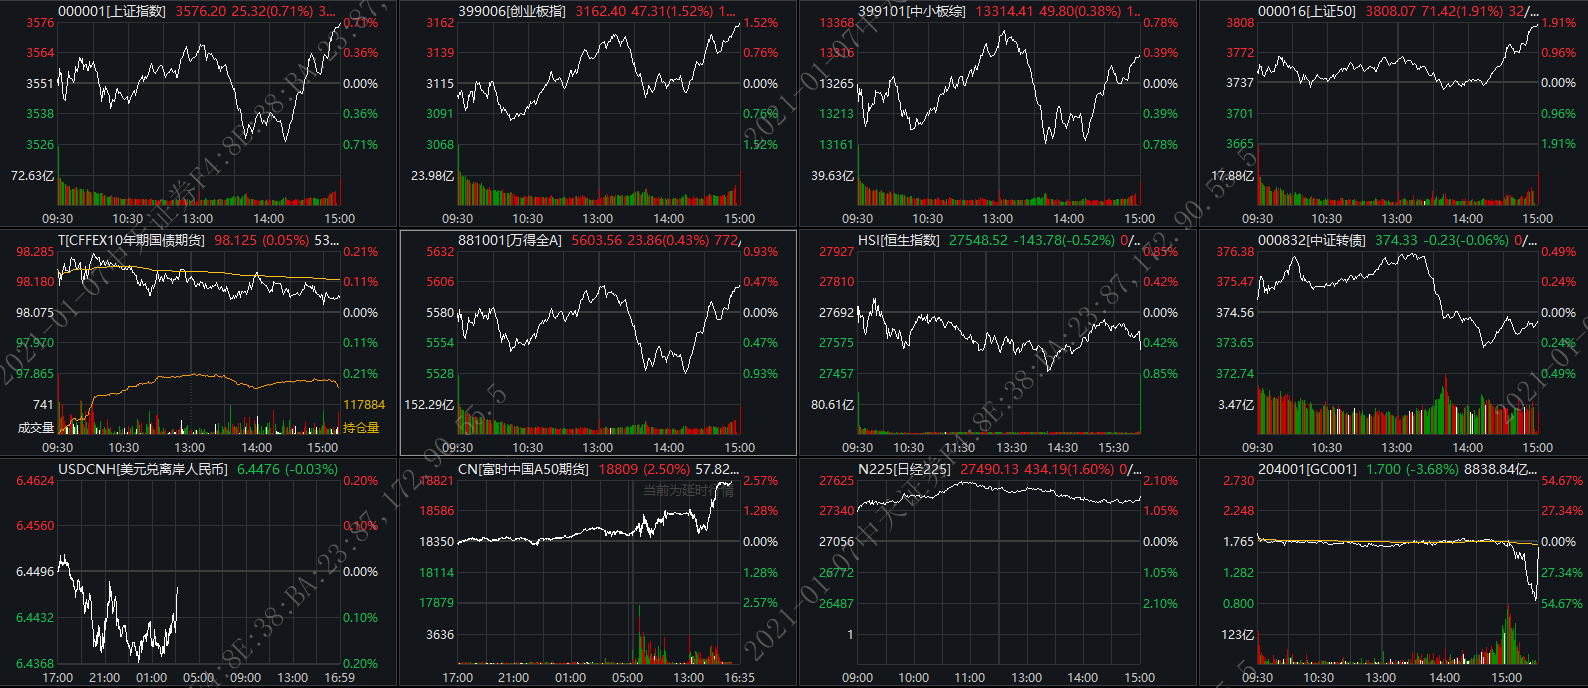 000001[上证指数] 3576.20 25.32(0.71%) 3...
3576 0.71%
3564 0.36%
3551 0.00%
3538 0.36%
3526 0.71%
72.63亿
09:30 10:30 13:00 14:00 15:00
399006[创业板指] 3162.40 47.31(1.52%) 1...
3162 1.52%
3139 0.76%
3115 0.00%
3091 0.76%
3068 1.52%
23.98亿
09:30 10:30 13:00 14:00 15:00
399101[中小板综] 13314.41 49.80(0.38%) 1..
13368 0.78%
13316 0.39%
13265 0.00%
13213 0.39%
13161 0.78%
39.63亿
09:30 10:30 13:00 14:00 15:00
000016[上证50] 3808.07 71.42(1.91%) 32/...
3808 1.91%
3772 0.96%
3737 0.00%
3701 0.96%
3665 1.91%
17.88亿
09:30 10:30 13:00 14:00 15:00
T[CFFEX10年期国债期货] 98.125 (0.05%) 53...
98.285 0.21%
98.180 0.11%
98.075 0.00%
97.970 0.11%
97.865 0.21%
741 117884
成交量 持仓量
09:30 10:30 13:00 14:00 15:00
881001[万得全A] 5603.56 23.86(0.43%) 772/
5632 0.93%
5606 0.47%
5580 0.00%
5554 0.47%
5528 0.93%
152.29亿
09:30 10:30 13:00 14:00 15:00
HSI[恒生指数] 27548.52 -143.78(-0.52%) 0/..
27927 0.85%
27810 0.42%
27692 0.00%
27575 0.42%
27457 0.85%
80.61亿
09:30 10:30 11:30 13:30 14:30 15:30
000832[中证转债] 374.33 -0.23(-0.06%) 0/...
376.38 0.49%
375.47 0.24%
374.56 0.00%
373.65 0.24%
372.74 0.49%
3.47亿
09:30 10:30 13:00 14:00 15:00
USDCNH[美元兑离岸人民币] 6.4476 (-0.03%)
6.4624 0.20%
6.4560 0.10%
6.4496 0.00%
6.4432 0.10%
6.4368 0.20%
17:00 21:00 01:00 05:00 09:00 13:00 16:59
CN[富时中国A50期货] 18809 (2.50%) 57.82...
当前为延时行情
18821 2.57%
18586 1.28%
18350 0.00%
18114 1.28%
17879 2.57%
3636
17:00 21:00 01:00 05:00 13:00 16:35
N225[日经225] 27490.13 434.19(1.60%) 0/...
27625 2.10%
27340 1.05%
27056 0.00%
26772 1.05%
26487 2.10%
1
09:00 10:00 11:00 13:00 14:00 15:00
204001[GC001] 1.700 (-3.68%) 8838.84亿...
2.730 54.67%
2.248 27.34%
1.765 0.00%
1.282 27.34%
0.800 54.67%
123亿
09:30 10:30 13:00 14:00 15:00